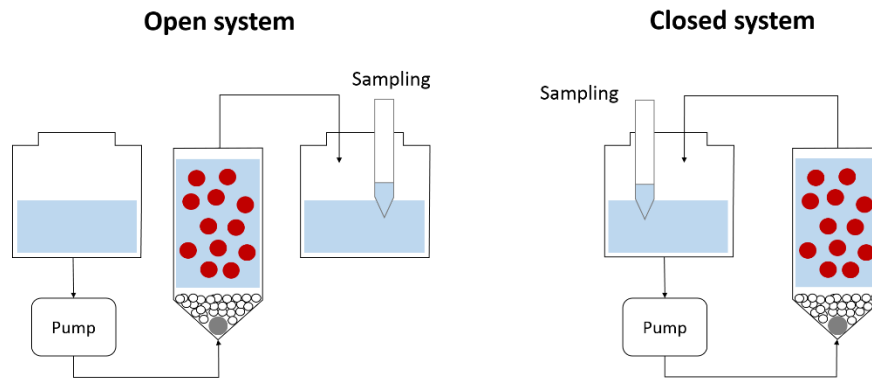 Open system
Closed system
Sampling
Sampling
Pump
Pump